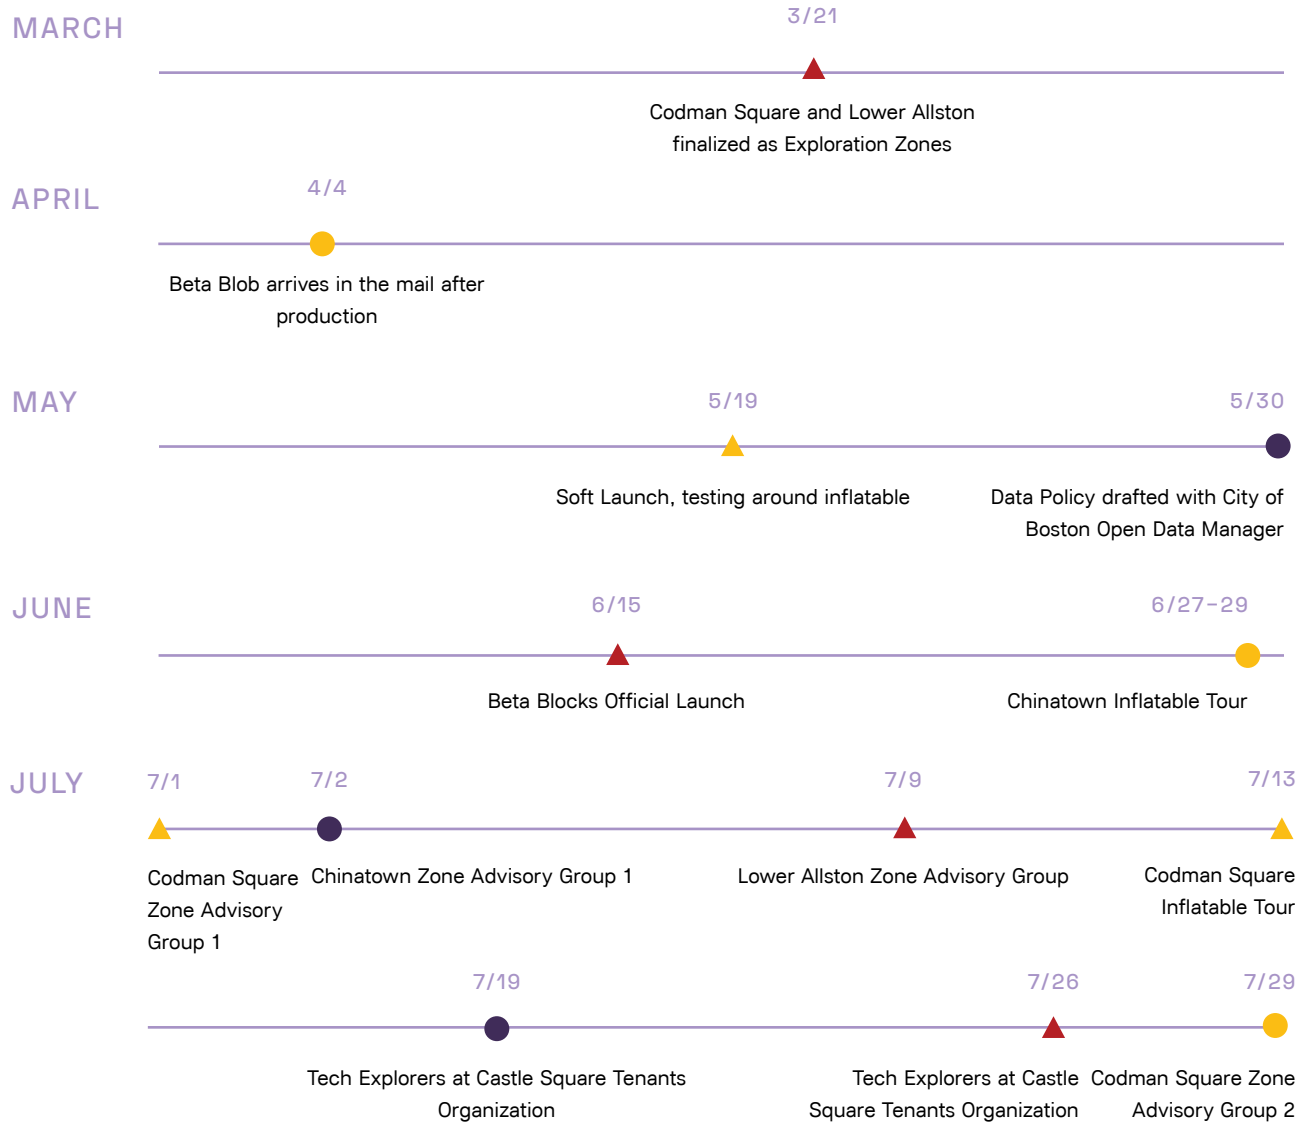 MARCH
3/21
Codman Square and Lower Allston
finalized as Exploration Zones
APRIL
4/4
Beta Blob arrives in the mail after
production
MAY
5/19
5/30
Soft Launch, testing around inflatable
Data Policy drafted with City of
Boston Open Data Manager
JUNE
6/15
6/27-29
Beta Blocks Official Launch
Chinatown Inflatable Tour
JULY
7/1
7/2
7/9
7/13
Codman Square
Zone Advisory
Group 1
Chinatown Zone Advisory Group 1
Lower Allston Zone Advisory Group
Codman Square
Inflatable Tour
7/19
7/26
7/29
Tech Explorers at Castle Square Tenants
Organization
Tech Explorers at Castle
Square Tenants Organization
Codman Square Zone
Advisory Group 2